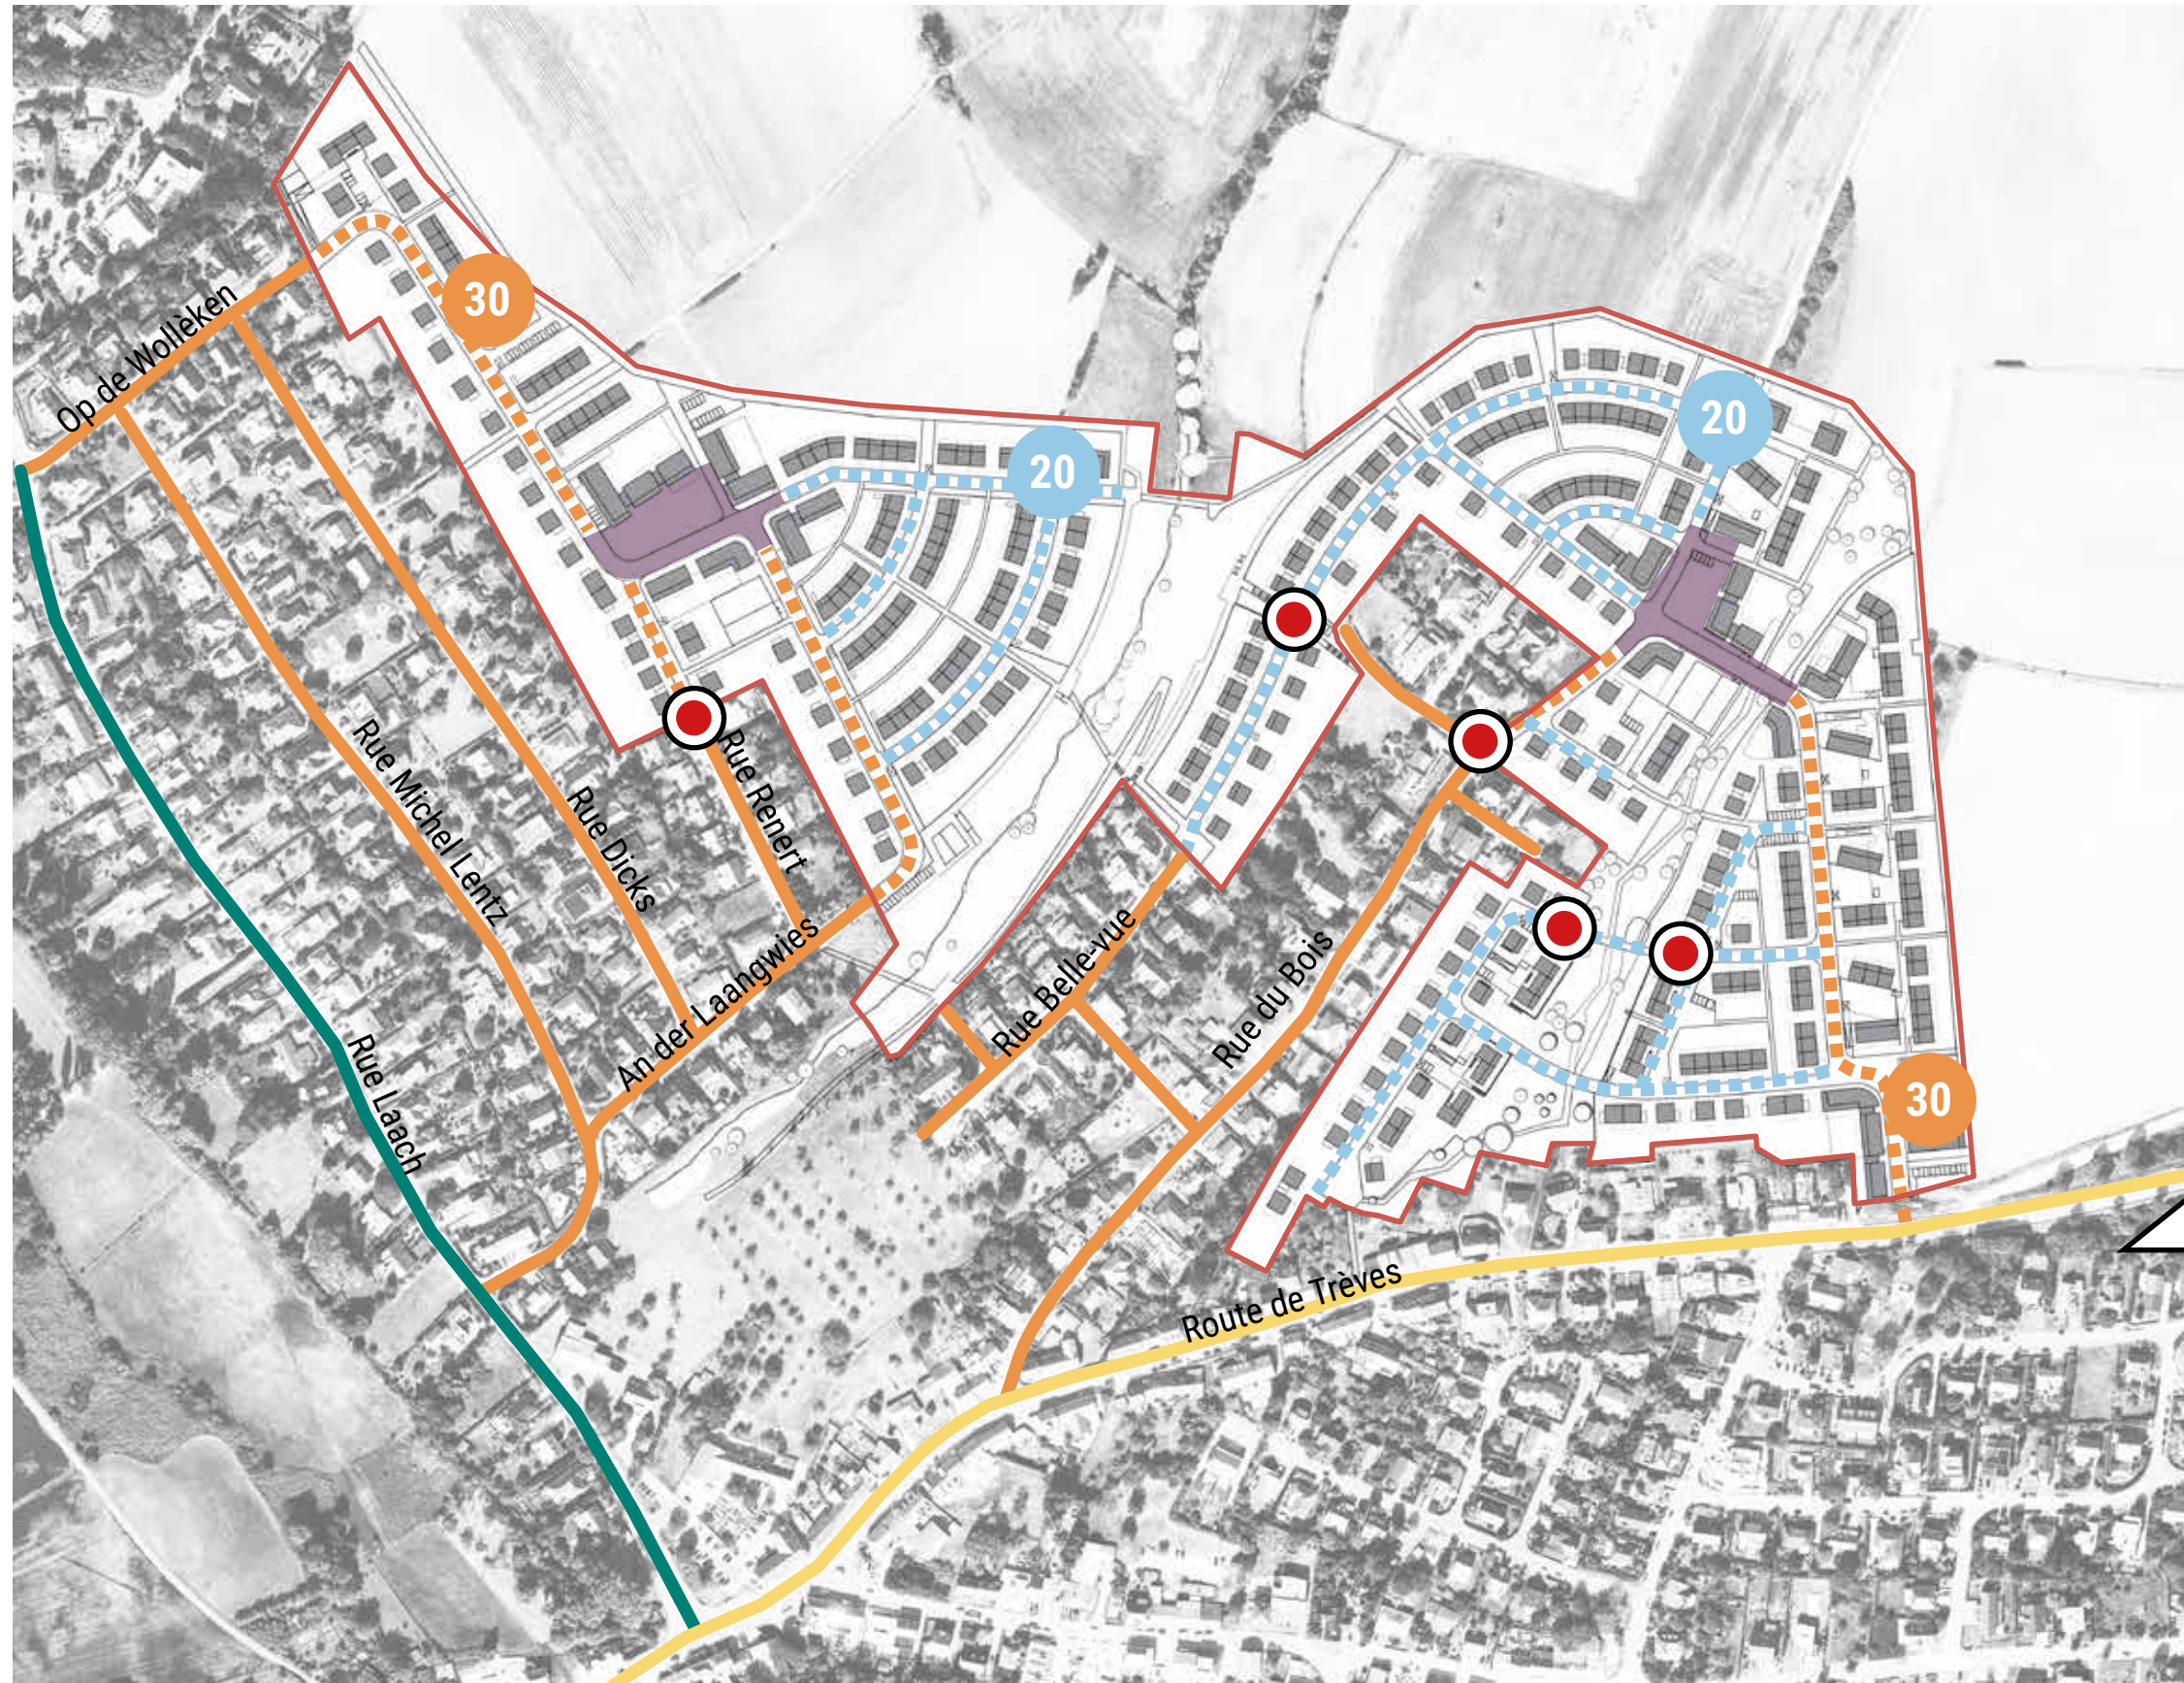 30
Op de Wollèken
20
20
Rue Michel Lentz
Rue Dicks
Rue Renert
An der Laangwies
Rue Belle-vue
Rue du Bois
Rue Laach
30
Route de Trèves